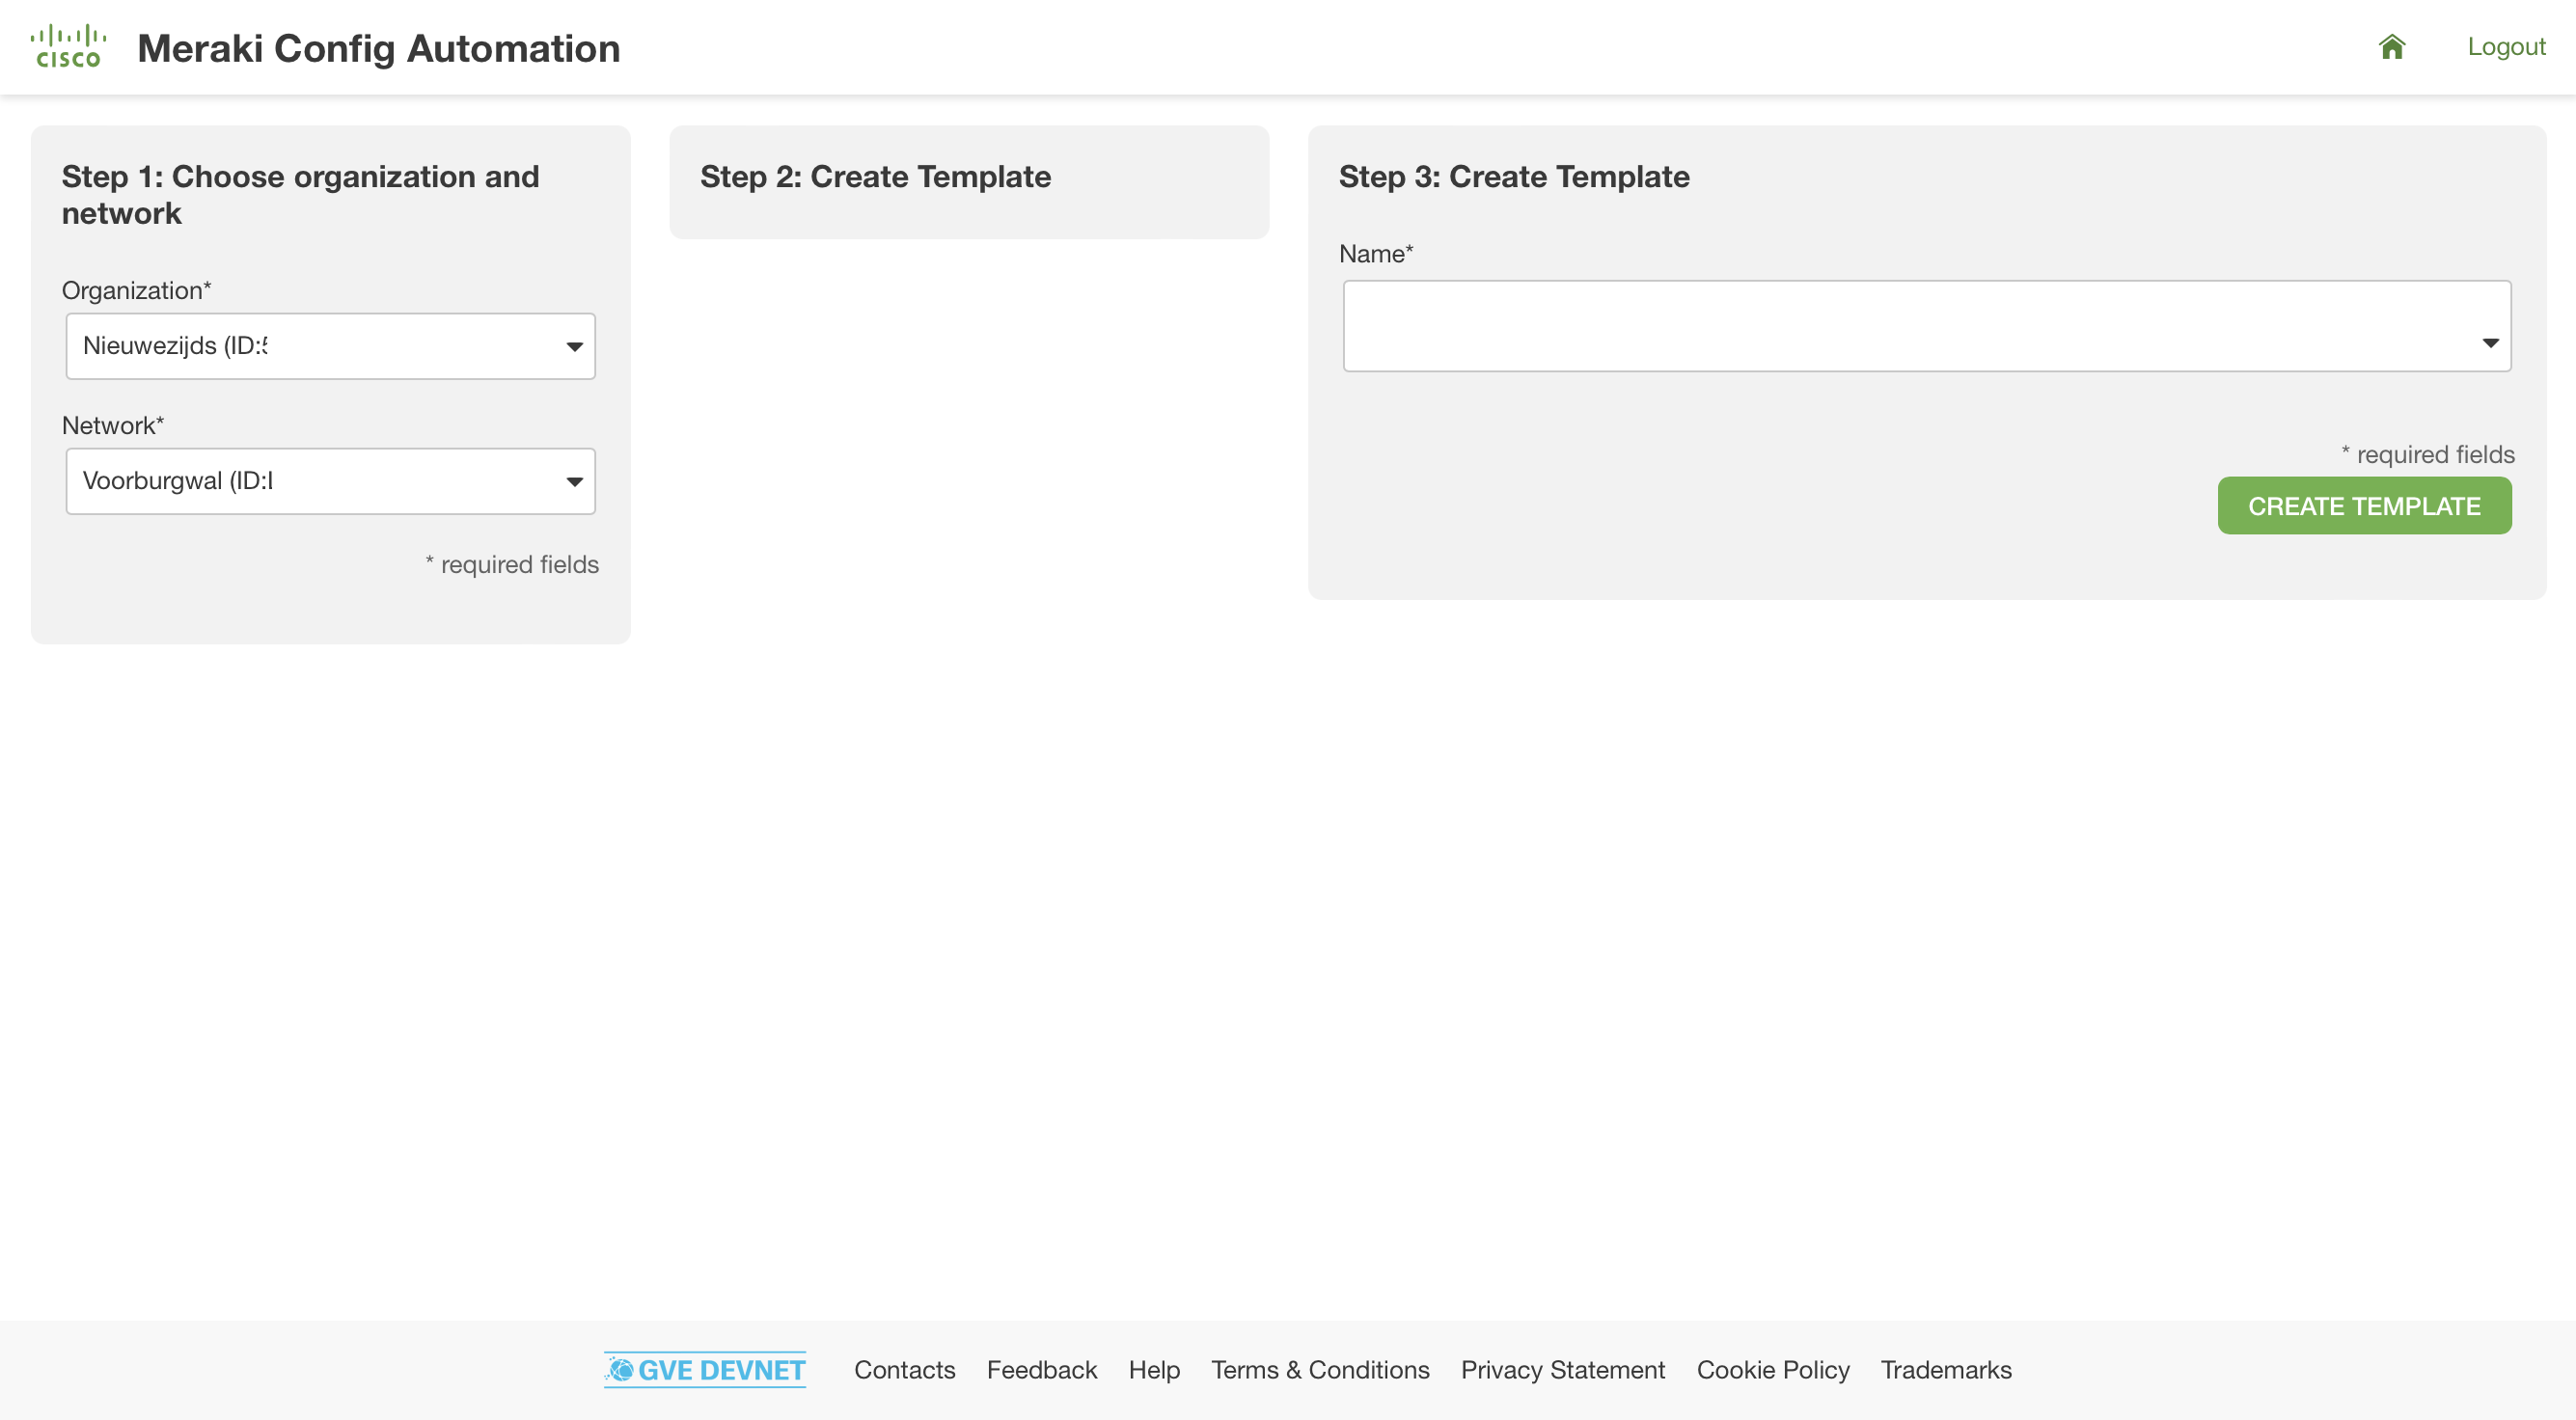 CISCO
Meraki Config Automation
Logout
Step 1: Choose organization and
network
Organization*
Nieuwezijds (ID:
Network*
Voorburgwal (ID:
* required fields
Step 2: Create Template
Step 3: Create Template
Name*
* required fields
CREATE TEMPLATE
GVE DEVNET
Contacts
Feedback
Help
Terms & Conditions
Privacy Statement
Cookie Policy
Trademarks